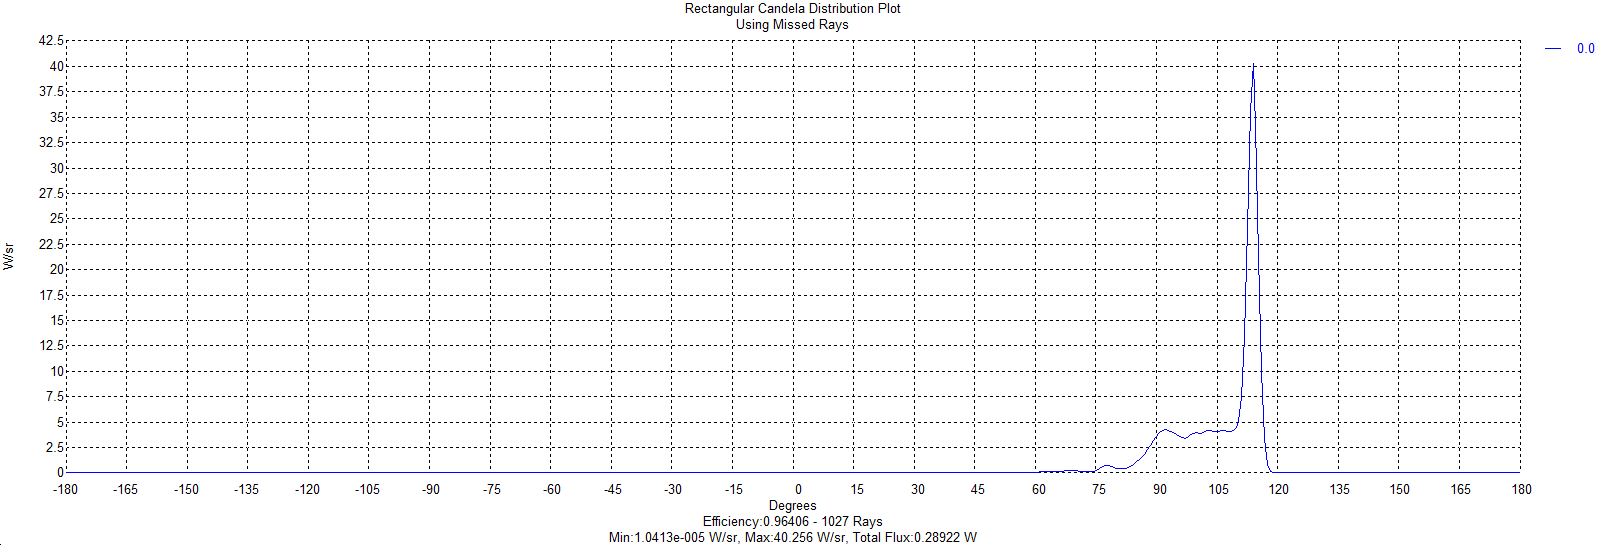 Rectangular Candela Distribution Plot
Using Missed Rays
42.5
40
37.5
35
32.5
30
27.5
25
22.5
20
17.5
15
12.5
10
7.5
5
2.5
0
W/sr
0.0
-180 -165 -150 -135 -120 -105 -90 -75 -60 -45 -30 -15 0 15 30 45 60 75 90 105 120 135 150 165 180
Degrees
Efficiency:0.96406 - 1027 Rays
Min:1.0413e-005 W/sr, Max:40.256 W/sr, Total Flux:0.28922 W